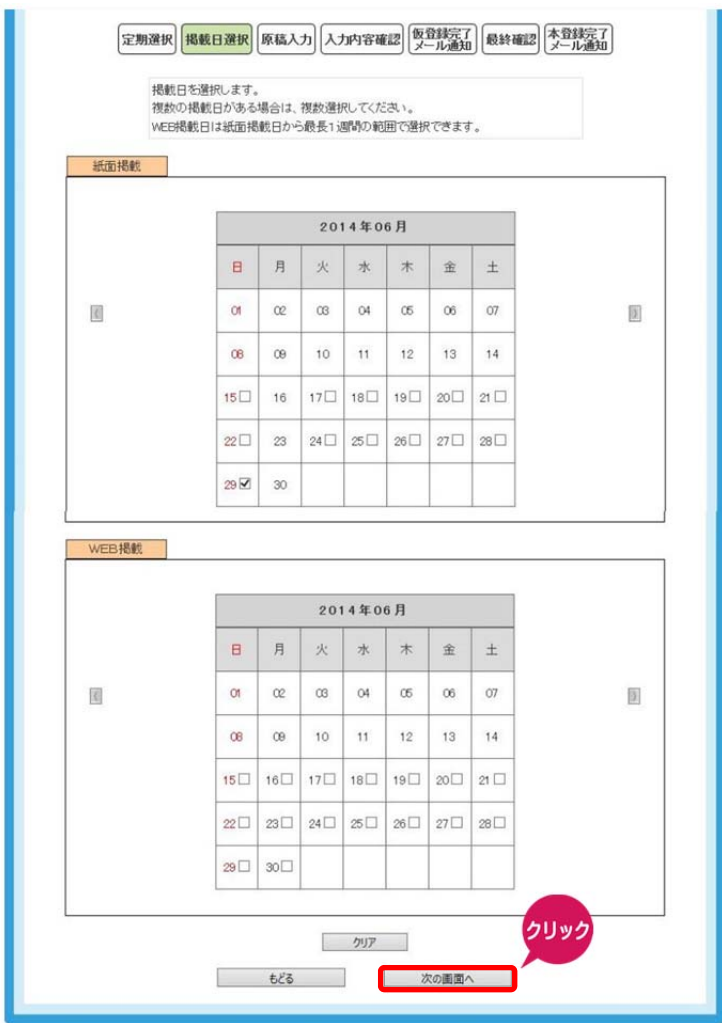 定期選択 掲載日選択 原稿入力 入力内容確認 仮登録完了 最終確認 本登録完了
メール通知 メール通知
掲載日を選択します。
複数の掲載日がある場合は、複数選択してください。
WEB掲載日は紙面掲載日から最長1週間の範囲で選択できます。
紙面掲載
2014年06月
日 月 火 水 木 金 土
01 02 03 04 05 06 07
08 09 10 11 12 13 14
15 16 17 18 19 20 21
22 23 24 25 26 27 28
29 30
WEB掲載
2014年06月
日 月 火 水 木 金 土
01 02 03 04 05 06 07
08 09 10 11 12 13 14
15 16 17 18 19 20 21
22 23 24 25 26 27 28
29 30
クリック
クリア
もどる 次の画面へ